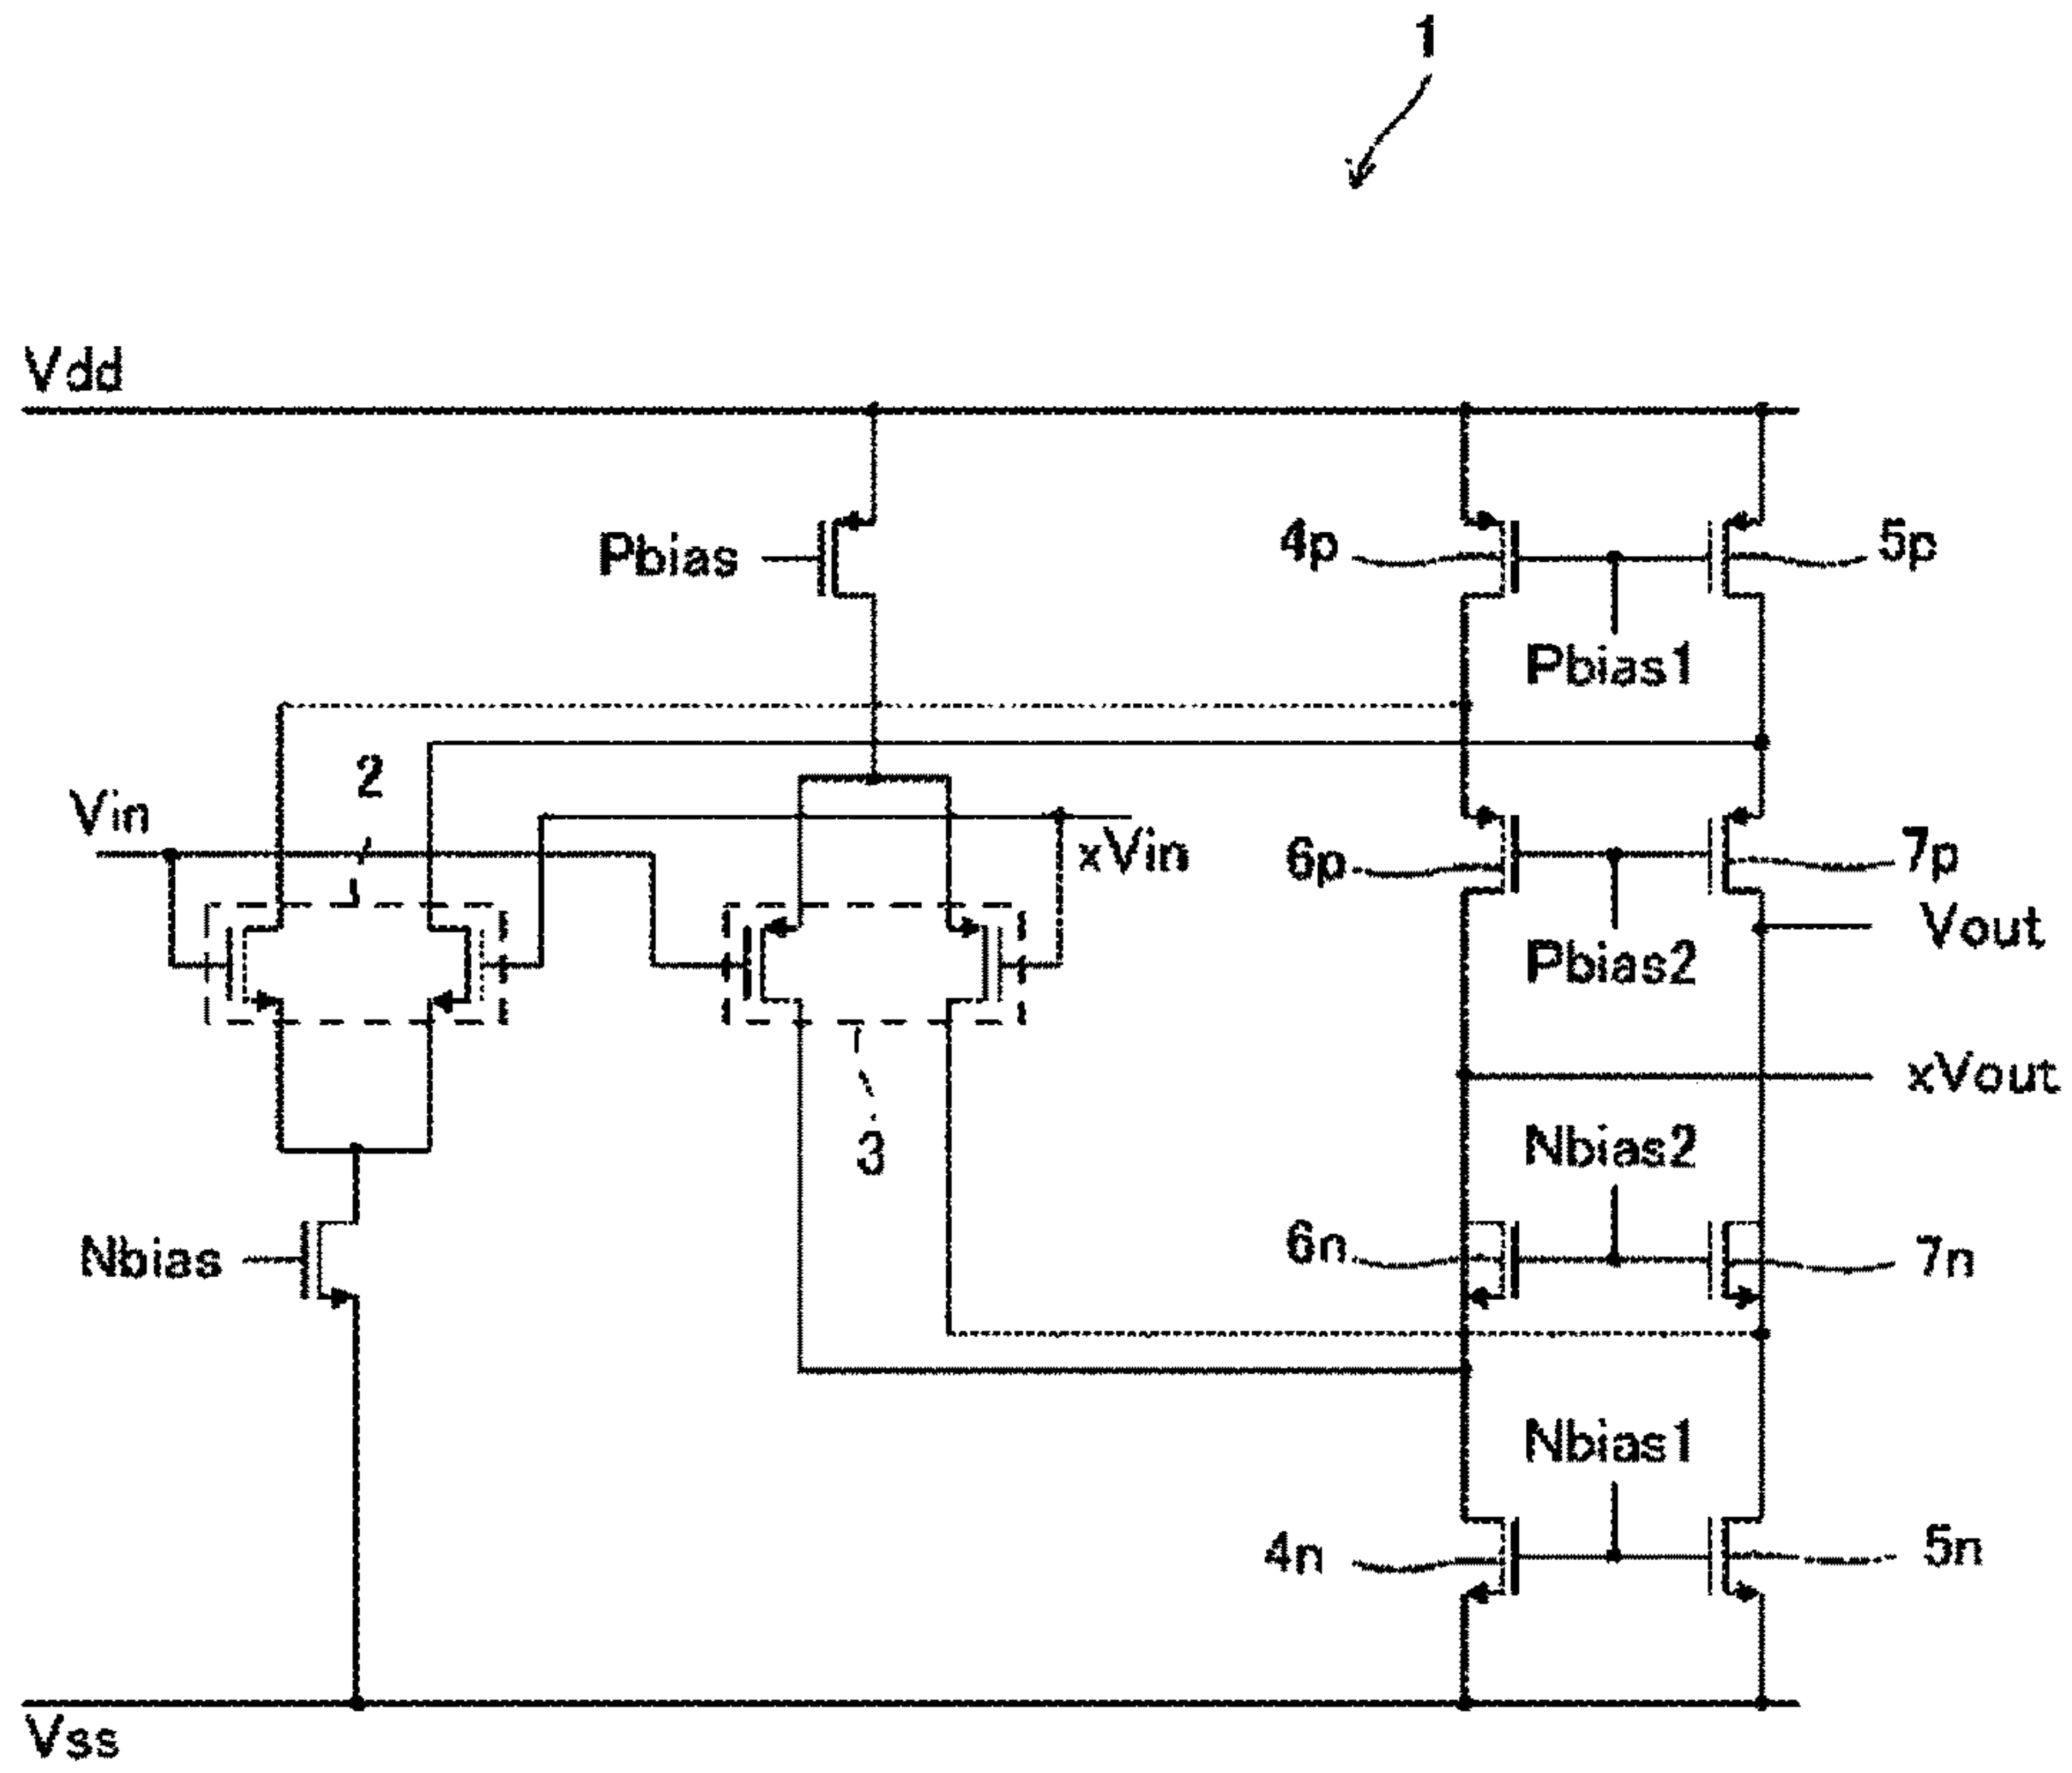 1
Vdd
Pbias
4p
5p
Pbias1
2
Vin
xVin
6p
7p
Pbias2
Vout
xVout
3
Nbias2
Nbias
6n
7n
Nbias1
4n
5n
Vss